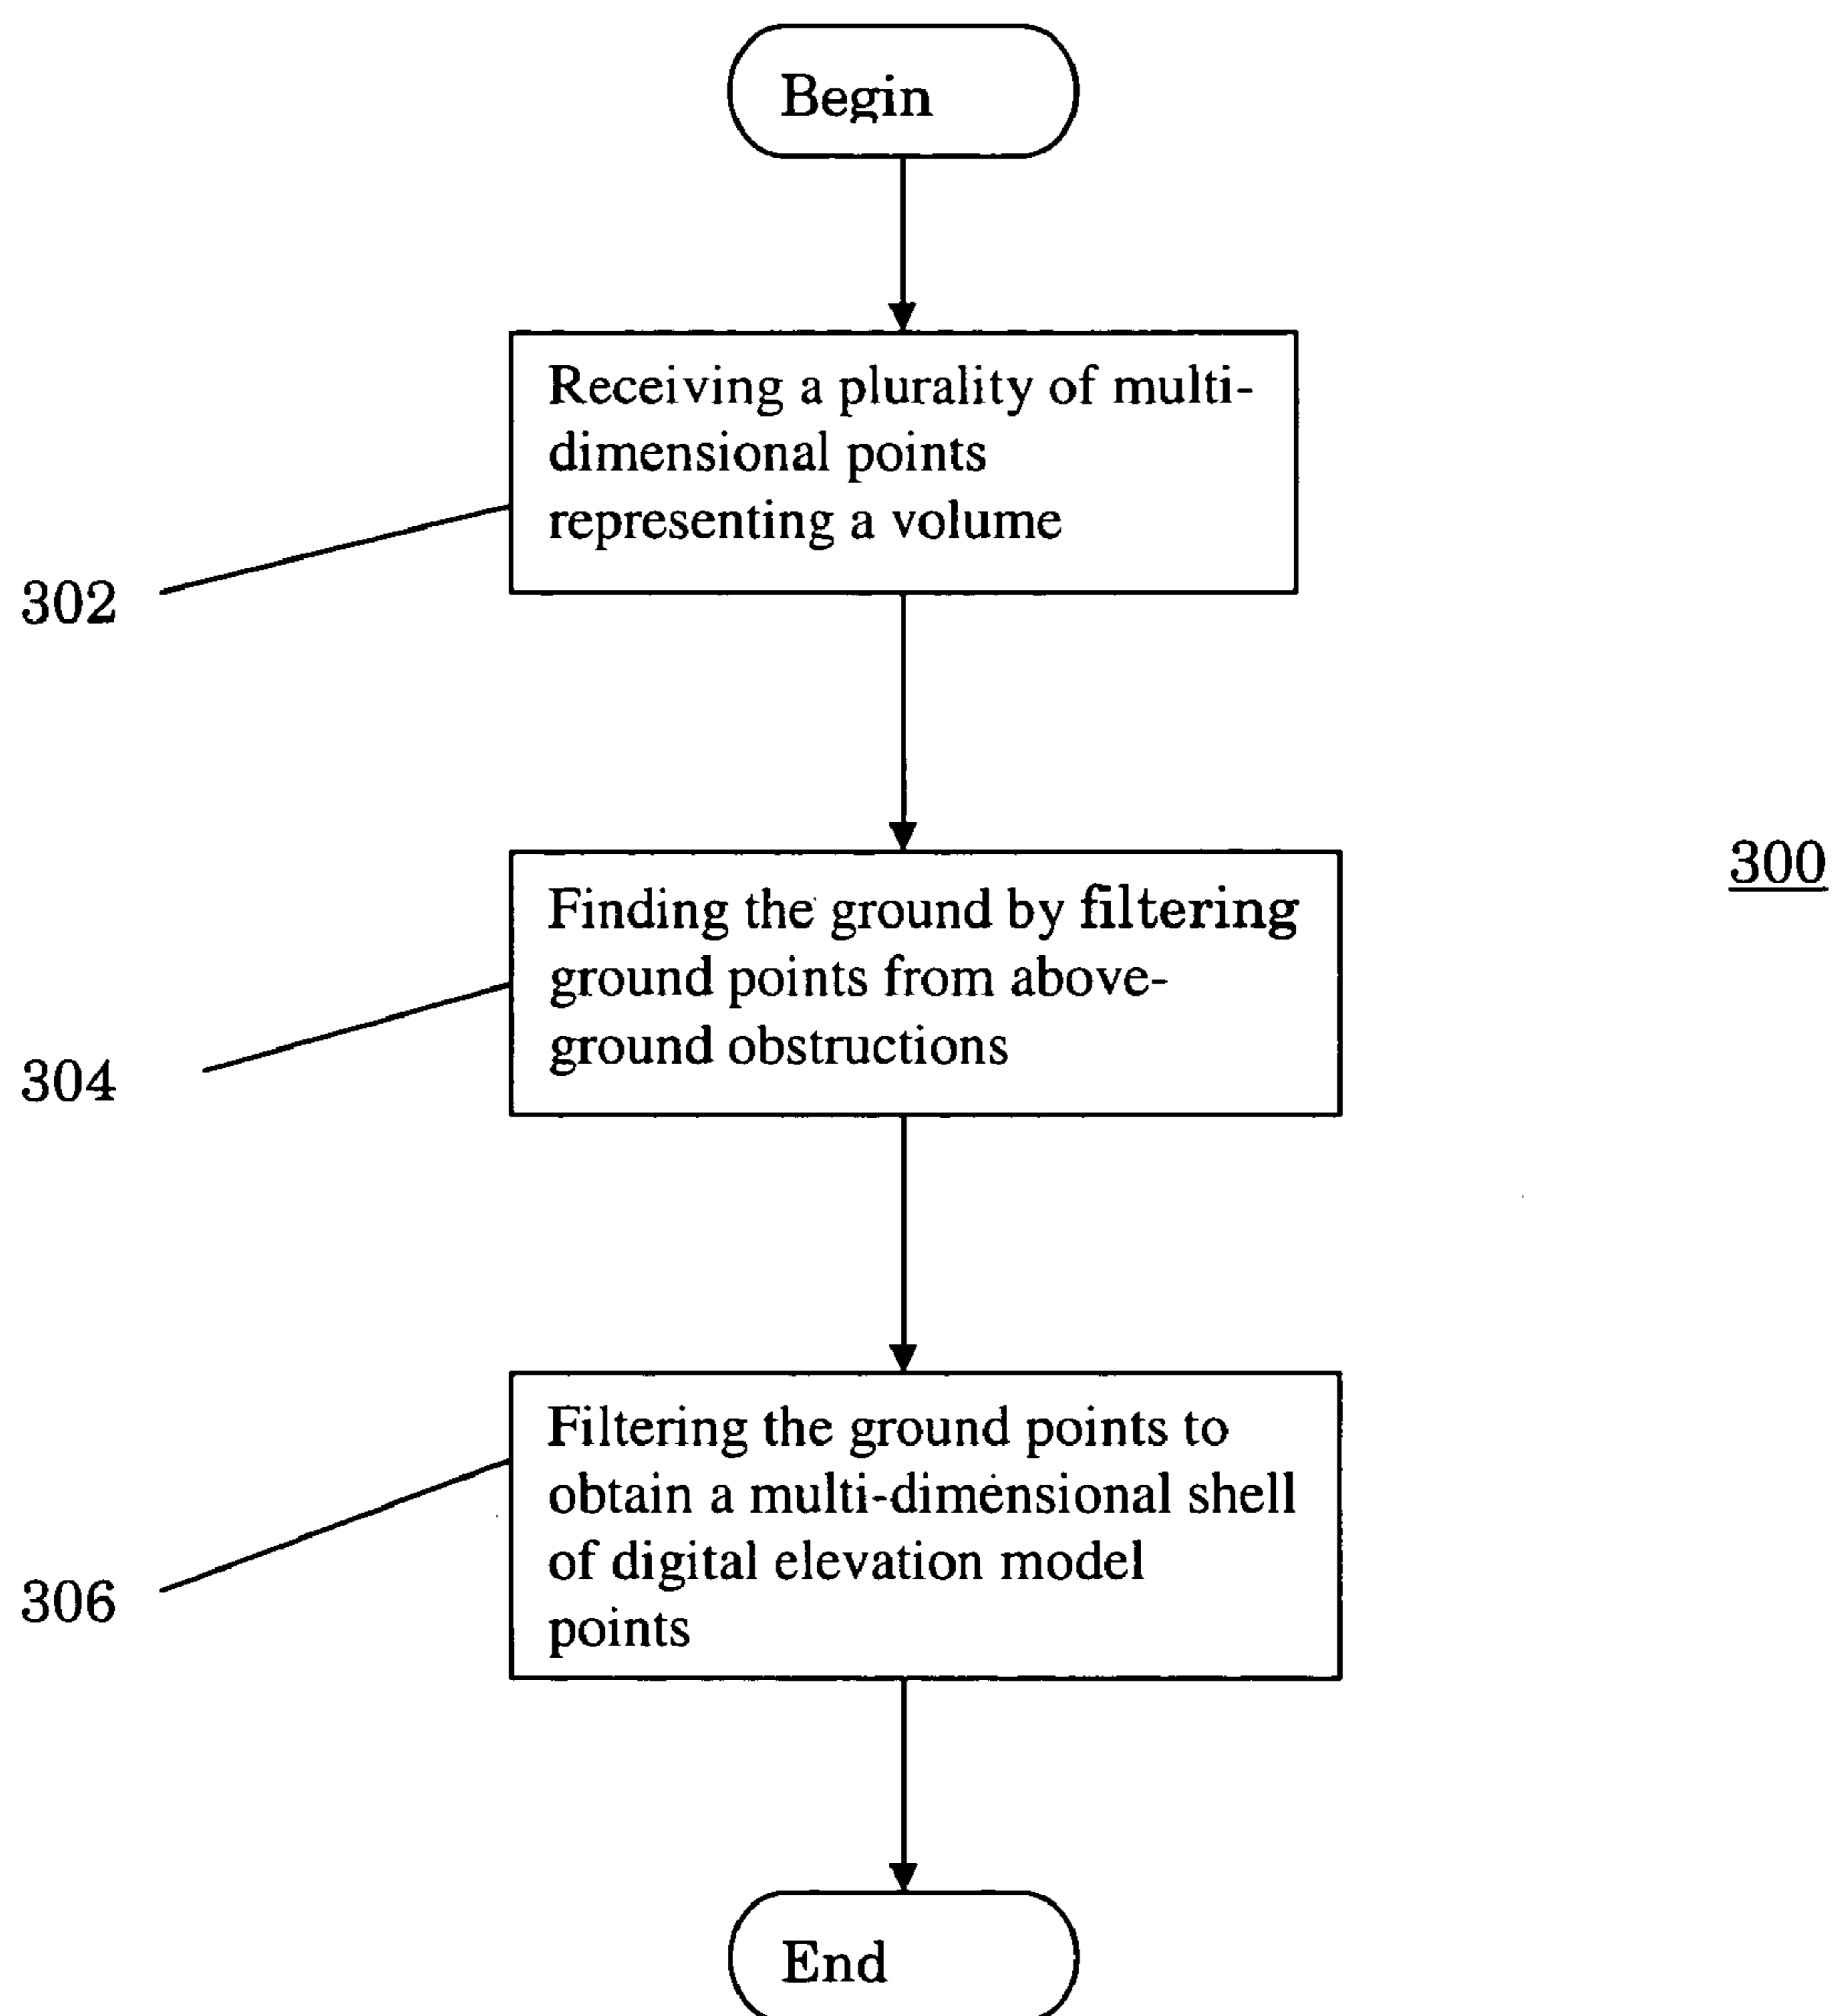 Begin
Receiving a plurality of multi-
dimensional points
representing a volume
302
300
Finding the ground by filtering
ground points from above-
ground obstructions
304
Filtering the ground points to
obtain a multi-dimensional shell
of digital elevation model
points
306
End